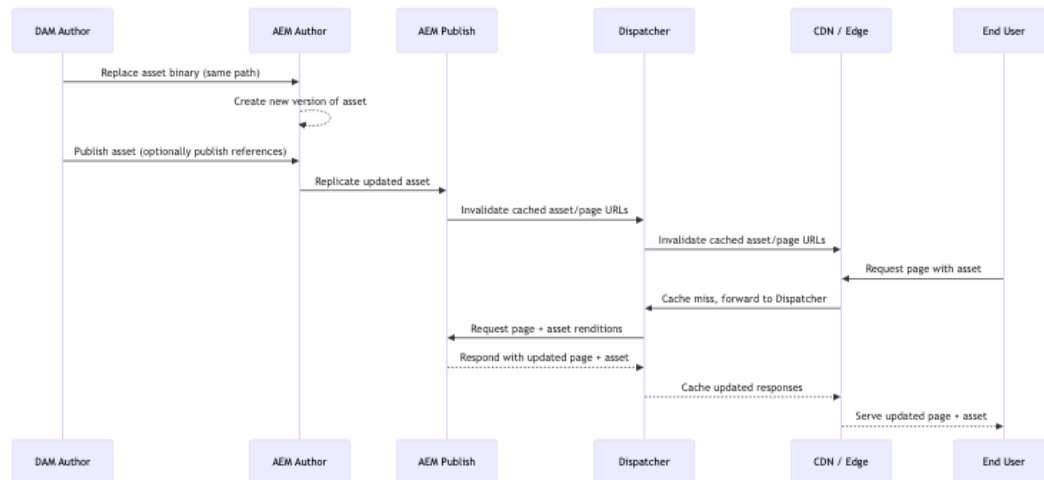 DAM Author
AEM Author
AEM Publish
Dispatcher
CDN / Edge
End User
Replace asset binary (same path)
Create new version of asset
Publish asset (optionally publish references)
Replicate updated asset
Invalidate cached asset/page URLs
Invalidate cached asset/page URLs
Request page with asset
Cache miss, forward to Dispatcher
Request page + asset renditions
Respond with updated page + asset
Cache updated responses
Serve updated page + asset
DAM Author
AEM Author
AEM Publish
Dispatcher
CDN / Edge
End User